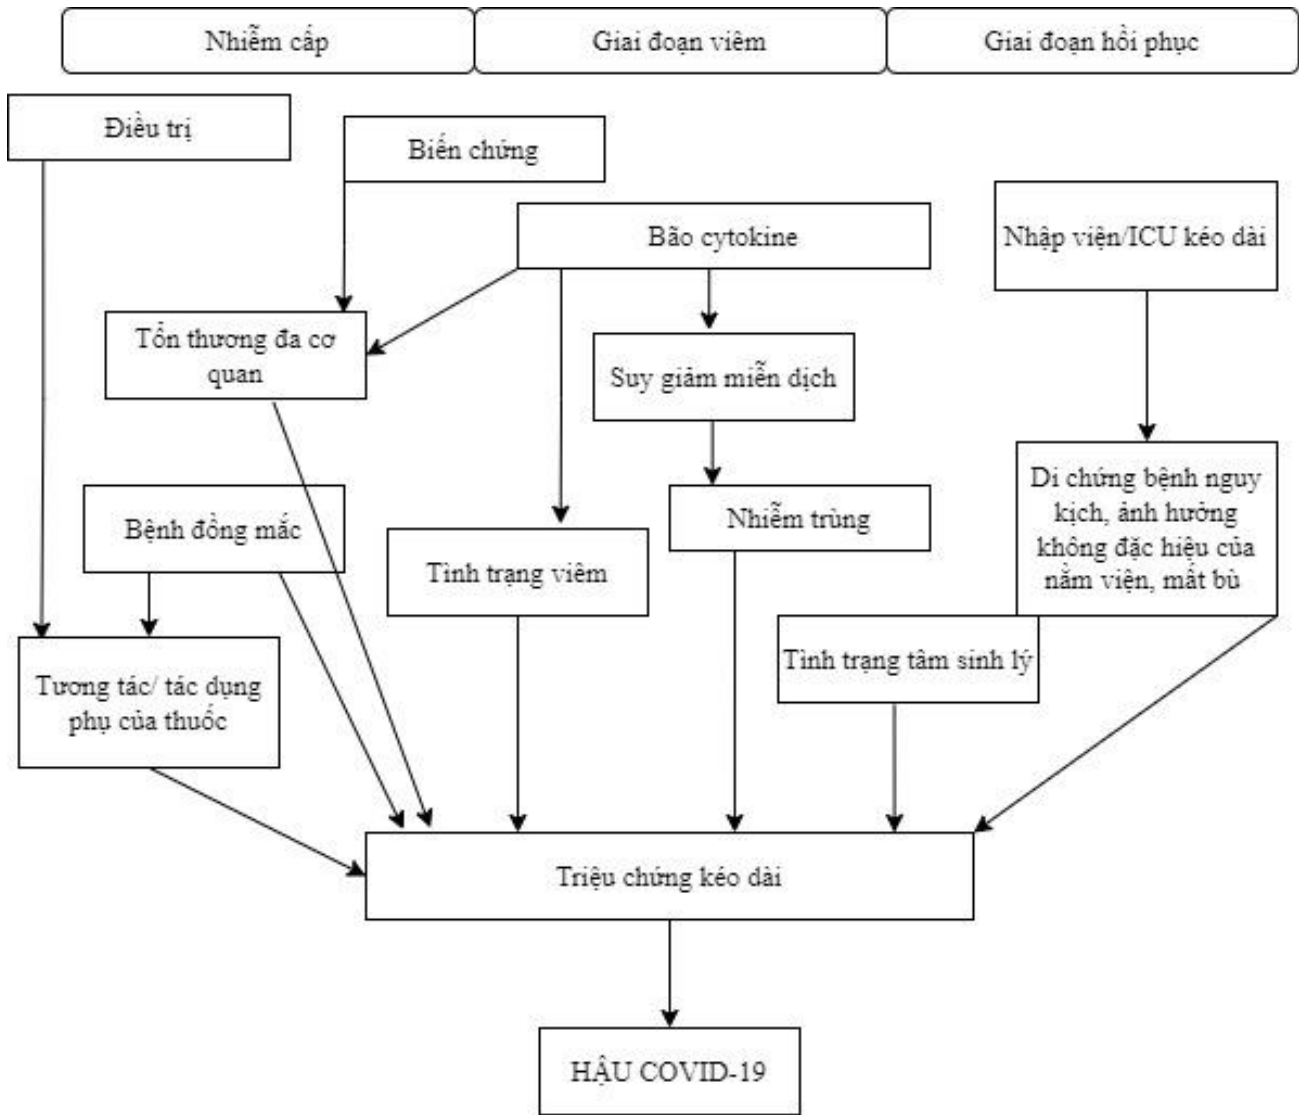 Nhiễm cấp
Giai đoạn viêm
Giai đoạn hồi phục
Điều trị
Biến chứng
Bão cytokine
Nhập viện/ICU kéo dài
Tổn thương đa cơ
quan
Suy giảm miễn dịch
Di chứng bệnh nguy
kịch, ảnh hưởng
không đặc hiệu của
nằm viện, mất bù
Bệnh đồng mắc
Nhiễm trùng
Tình trạng viêm
Tình trạng tâm sinh lý
Tương tác/ tác dụng
phụ của thuốc
Triệu chứng kéo dài
HẬU COVID-19